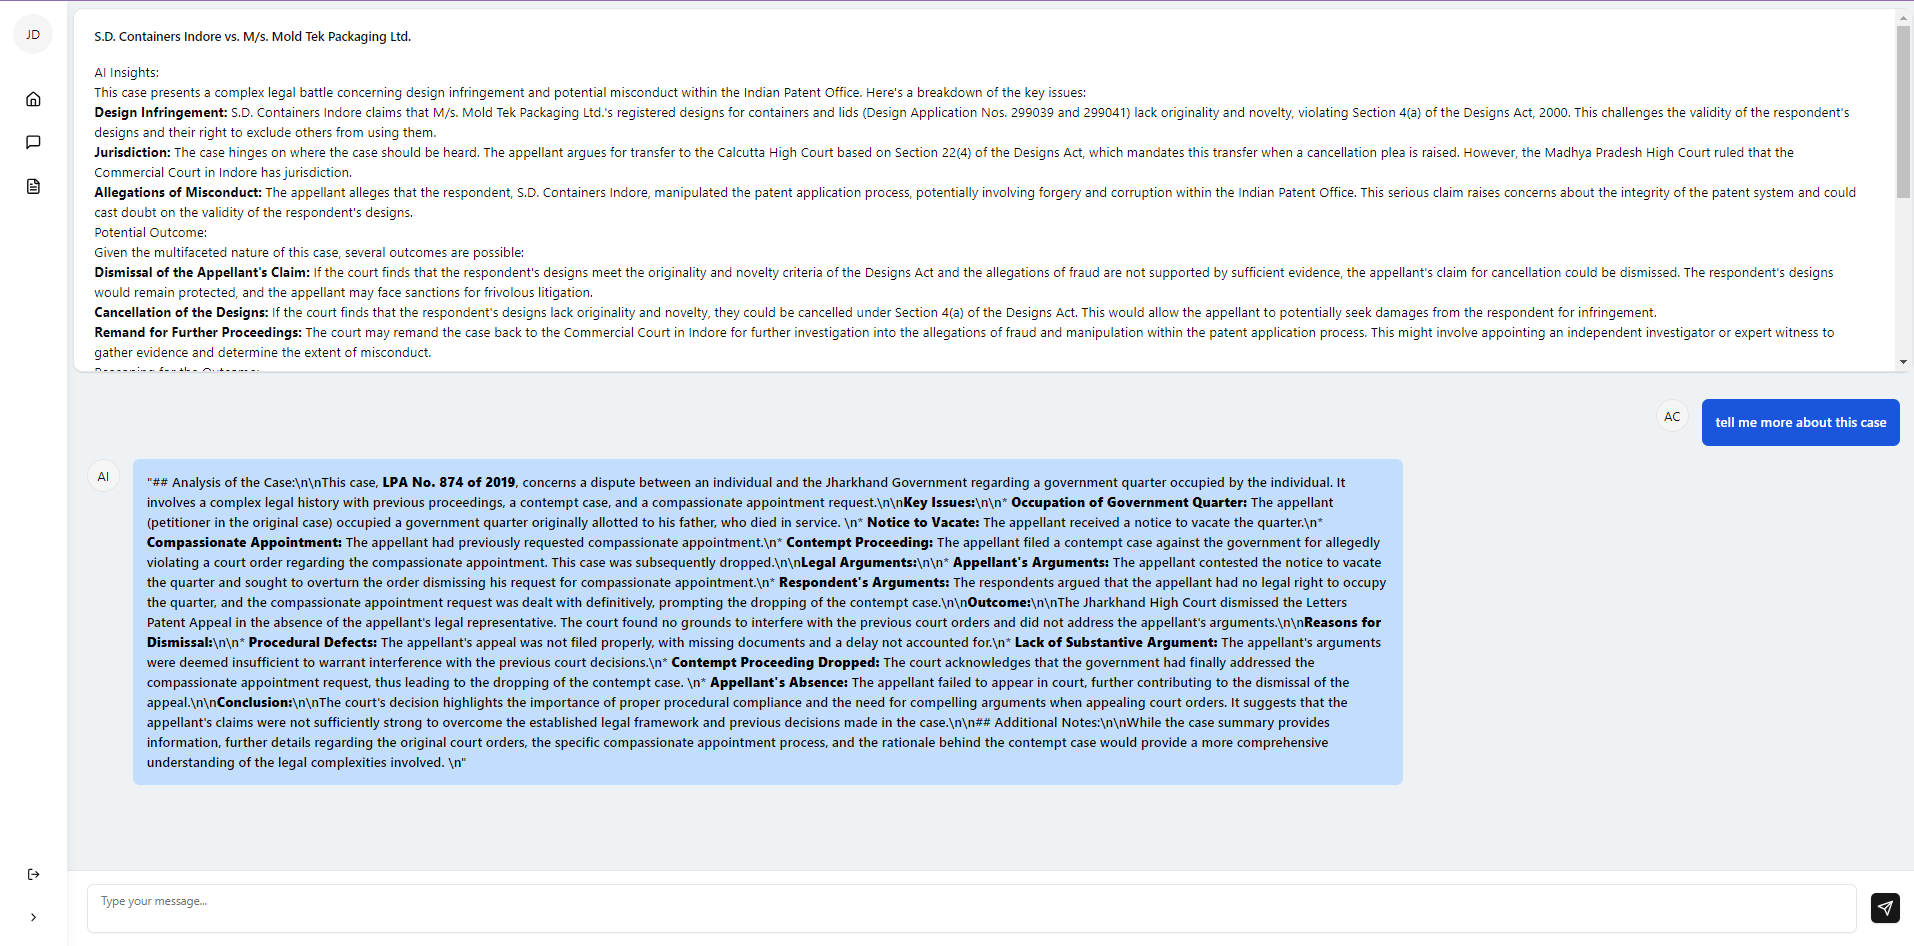 JD
S.D. Containers Indore vs. M/s. Mold Tek Packaging Ltd.
AI Insights:
This case presents a complex legal battle concerning design infringement and potential misconduct within the Indian Patent Office. Here's a breakdown of the key issues:
Design Infringement: S.D. Containers Indore claims that M/s. Mold Tek Packaging Ltd.'s registered designs for containers and lids (Design Application Nos. 299039 and 299041) lack originality and novelty, violating Section 4(a) of the Designs Act, 2000. This challenges the validity of the respondent's
designs and their right to exclude others from using them.
Jurisdiction: The case hinges on where the case should be heard. The appellant argues for transfer to the Calcutta High Court based on Section 22(4) of the Designs Act, which mandates this transfer when a cancellation plea is raised. However, the Madhya Pradesh High Court ruled that the
Commercial Court in Indore has jurisdiction.
Allegations of Misconduct: The appellant alleges that the respondent, S.D. Containers Indore, manipulated the patent application process, potentially involving forgery and corruption within the Indian Patent Office. This serious claim raises concerns about the integrity of the patent system and could
cast doubt on the validity of the respondent's designs.
Potential Outcome:
Given the multifaceted nature of this case, several outcomes are possible:
Dismissal of the Appellant's Claim: If the court finds that the respondent's designs meet the originality and novelty criteria of the Designs Act and the allegations of fraud are not supported by sufficient evidence, the appellant's claim for cancellation could be dismissed. The respondent's designs
would remain protected, and the appellant may face sanctions for frivolous litigation.
Cancellation of the Designs: If the court finds that the respondent's designs lack originality and novelty, they could be cancelled under Section 4(a) of the Designs Act. This would allow the appellant to potentially seek damages from the respondent for infringement.
Remand for Further Proceedings: The court may remand the case back to the Commercial Court in Indore for further investigation into the allegations of fraud and manipulation within the patent application process. This might involve appointing an independent investigator or expert witness to
gather evidence and determine the extent of misconduct.
Reasoning for the Outcome:
AC
tell me more about this case
AI
"## Analysis of the Case:\n\nThis case, LPA No. 874 of 2019, concerns a dispute between an individual and the Jharkhand Government regarding a government quarter occupied by the individual. It
involves a complex legal history with previous proceedings, a contempt case, and a compassionate appointment request.\n\nKey Issues:\n\n* Occupation of Government Quarter: The appellant
(petitioner in the original case) occupied a government quarter originally allotted to his father, who died in service. \n* Notice to Vacate: The appellant received a notice to vacate the quarter.\n*
Compassionate Appointment: The appellant had previously requested compassionate appointment.\n* Contempt Proceeding: The appellant filed a contempt case against the government for allegedly
violating a court order regarding the compassionate appointment. This case was subsequently dropped.\n\nLegal Arguments:\n\n* Appellant's Arguments: The appellant contested the notice to vacate
the quarter and sought to overturn the order dismissing his request for compassionate appointment.\n* Respondent's Arguments: The respondents argued that the appellant had no legal right to occupy
the quarter, and the compassionate appointment request was dealt with definitively, prompting the dropping of the contempt case.\n\nOutcome:\n\nThe Jharkhand High Court dismissed the Letters
Patent Appeal in the absence of the appellant's legal representative. The court found no grounds to interfere with the previous court orders and did not address the appellant's arguments.\n\nReasons for
Dismissal:\n\n* Procedural Defects: The appellant's appeal was not filed properly, with missing documents and a delay not accounted for.\n* Lack of Substantive Argument: The appellant's arguments
were deemed insufficient to warrant interference with the previous court decisions.\n* Contempt Proceeding Dropped: The court acknowledges that the government had finally addressed the
compassionate appointment request, thus leading to the dropping of the contempt case. \n* Appellant's Absence: The appellant failed to appear in court, further contributing to the dismissal of the
appeal.\n\nConclusion:\n\nThe court's decision highlights the importance of proper procedural compliance and the need for compelling arguments when appealing court orders. It suggests that the
appellant's claims were not sufficiently strong to overcome the established legal framework and previous decisions made in the case.\n\n## Additional Notes:\n\nWhile the case summary provides
information, further details regarding the original court orders, the specific compassionate appointment process, and the rationale behind the contempt case would provide a more comprehensive
understanding of the legal complexities involved. \n"
Type your message...